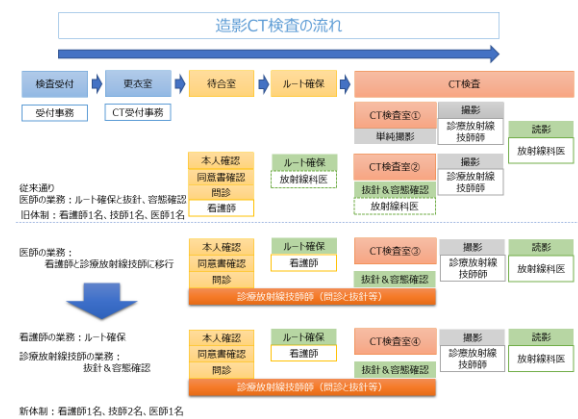 造影CT検査の流れ
検査受付
更衣室
待合室
ルート確保
CT検査
受付事務
CT受付事務
CT検査室①
単純撮影
撮影
診療放射線
技師師
読影
放射線科医
本人確認
同意書確認
問診
看護師
ルート確保
放射線科医
CT検査室②
抜針&容態確認
放射線科医
撮影
診療放射線
技師師
従来通り
医師の業務:ルート確保と抜針、容態確認
旧体制:看護師1名、技師1名、医師1名
医師の業務:
看護師と診療放射線技師に移行
本人確認
同意書確認
問診
ルート確保
看護師
CT検査室③
抜針&容態確認
撮影
診療放射線
技師師
読影
放射線科医
診療放射線技師師(問診と抜針等)
看護師の業務:ルート確保
診療放射線技師の業務:
抜針&容態確認
本人確認
同意書確認
問診
ルート確保
看護師
CT検査室④
抜針&容態確認
撮影
診療放射線
技師師
読影
放射線科医
診療放射線技師師(問診と抜針等)
新体制:看護師1名、技師2名、医師1名